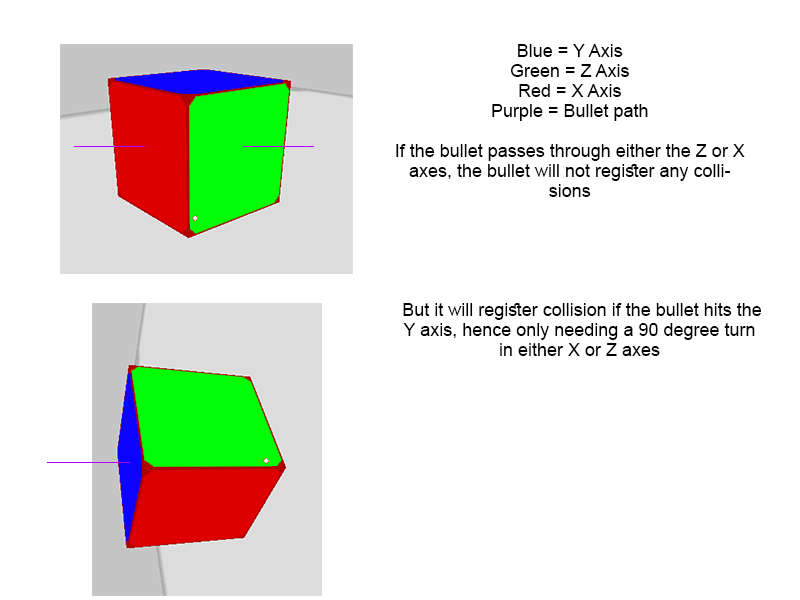 Blue = Y Axis
Green = Z Axis
Red = X Axis
Purple = Bullet path
If the bullet passes through either the Z or X
axes, the bullet will not register any colli-
sions
But it will register collision if the bullet hits the
Y axis, hence only needing a 90 degree turn
in either X or Z axes